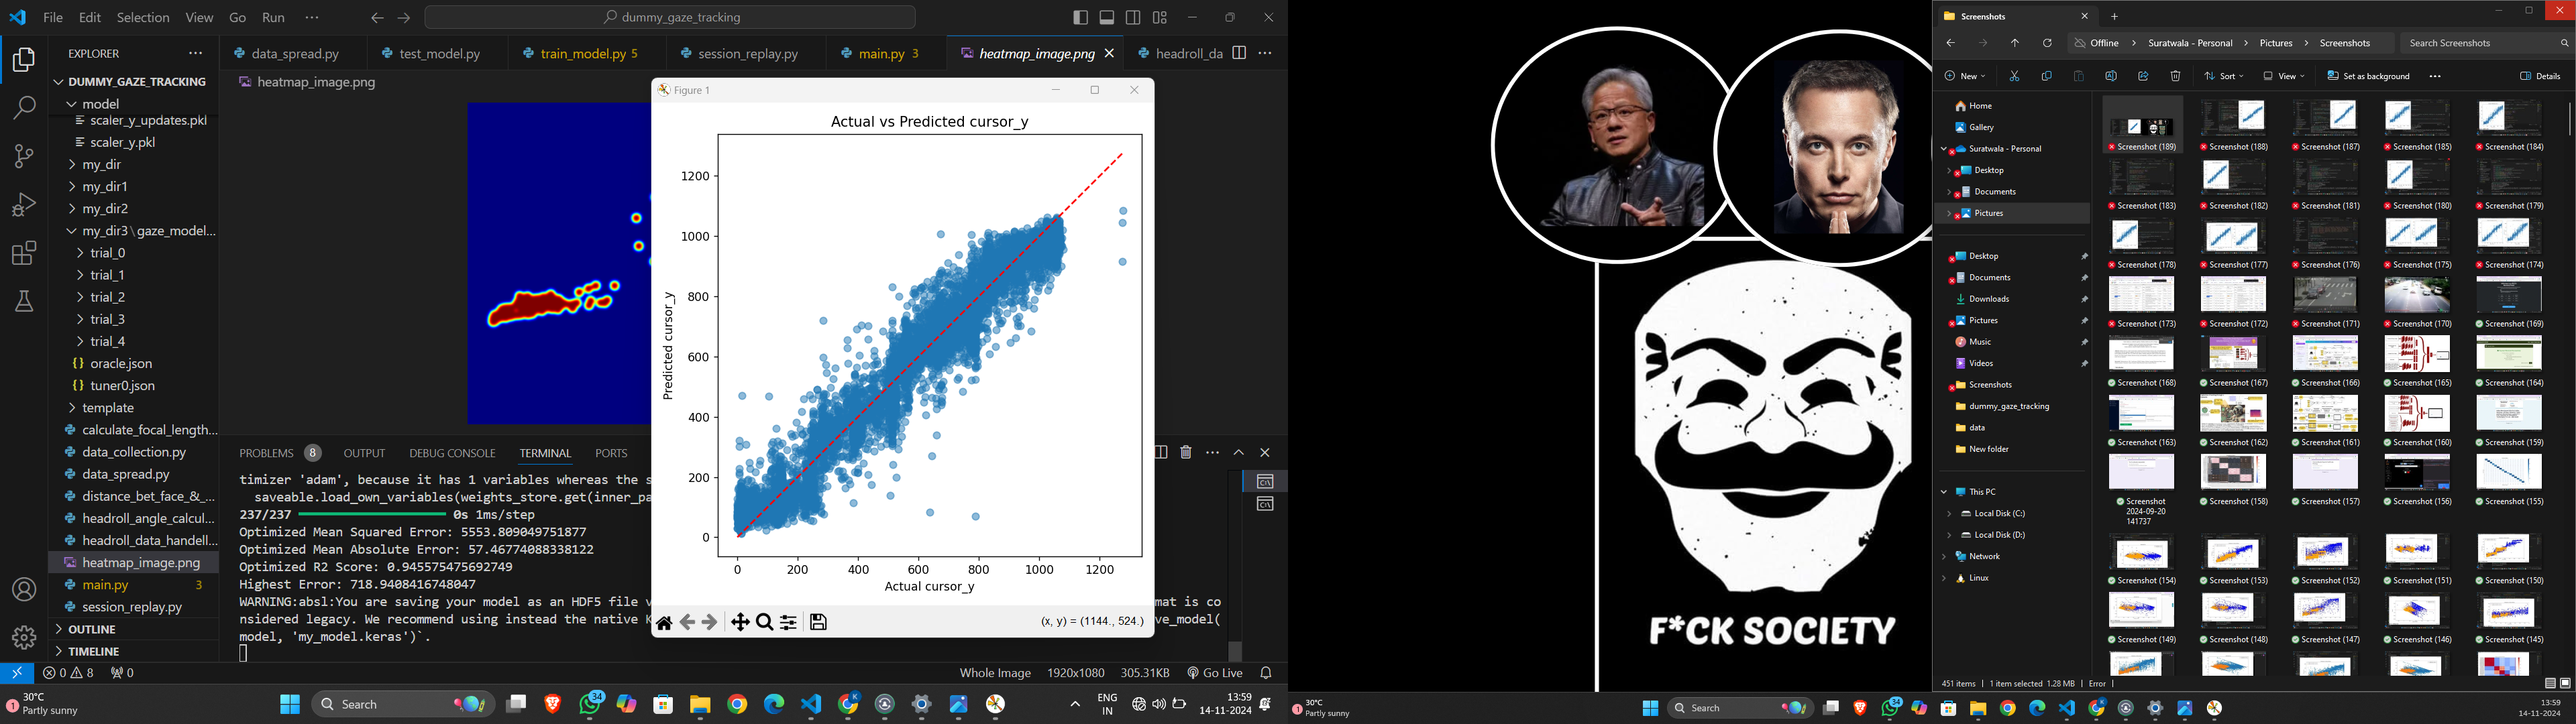 File Edit Selection View Go Run ...
dummy_gaze_tracking
EXPLORER
DUMMY_GAZE_TRACKING
model
scaler_y_updates.pkl
scaler_y.pkl
my_dir
my_dir1
my_dir2
my_dir3\gaze_model...
trial_0
trial_1
trial_2
trial_3
trial_4
oracle.json
tuner0.json
template
calculate_focal_length...
data_collection.py
data_spread.py
distance_bet_face_&_...
headroll_angle_calcul...
headroll_data_handell...
heatmap_image.png
main.py 3
session_replay.py
OUTLINE
TIMELINE
data_spread.py test_model.py train_model.py 5 session_replay.py main.py 3 heatmap_image.png headroll_da
heatmap_image.png
Figure 1
Actual vs Predicted cursor_y
Predicted cursor_y
1200
1000
800
600
400
200
0
0 200 400 600 800 1000 1200
Actual cursor_y
(x, y) = (1144., 524.)
PROBLEMS 8 OUTPUT DEBUG CONSOLE TERMINAL PORTS
timizer 'adam', because it has 1 variables whereas the s
saveable.load_own_variables(weights_store.get(inner_pa
237/237 0s 1ms/step
Optimized Mean Squared Error: 5553.809049751877
Optimized Mean Absolute Error: 57.46774088338122
Optimized R2 Score: 0.945575475692749
Highest Error: 718.9408416748047
WARNING:absl:You are saving your model as an HDF5 file v mat is co
nsidered legacy. We recommend using instead the native K ve_model(
model, 'my_model.keras')`.
0 8 0
Whole Image 1920x1080 305.31KB Go Live
1
30°C
Partly sunny
Search
34
ENG
IN
13:59
14-11-2024
F*CK SOCIETY
1
30°C
Partly sunny
Search
34
13:59
14-11-2024
Screenshots
Offline > Suratwala - Personal > Pictures > Screenshots
Search Screenshots
New Sort View Set as background ... Details
Home
Gallery
Suratwala - Personal
Desktop
Documents
Pictures
Desktop
Documents
Downloads
Pictures
Music
Videos
Screenshots
dummy_gaze_tracking
data
New folder
This PC
Local Disk (C:)
Local Disk (D:)
Network
Linux
Screenshot (189) Screenshot (188) Screenshot (187) Screenshot (185) Screenshot (184)
Screenshot (183) Screenshot (182) Screenshot (181) Screenshot (180) Screenshot (179)
Screenshot (178) Screenshot (177) Screenshot (176) Screenshot (175) Screenshot (174)
Screenshot (173) Screenshot (172) Screenshot (171) Screenshot (170) Screenshot (169)
Screenshot (168) Screenshot (167) Screenshot (166) Screenshot (165) Screenshot (164)
Screenshot (163) Screenshot (162) Screenshot (161) Screenshot (160) Screenshot (159)
Screenshot 2024-09-20 141737 Screenshot (158) Screenshot (157) Screenshot (156) Screenshot (155)
Screenshot (154) Screenshot (153) Screenshot (152) Screenshot (151) Screenshot (150)
Screenshot (149) Screenshot (148) Screenshot (147) Screenshot (146) Screenshot (145)
451 items | 1 item selected 1.28 MB | Error |